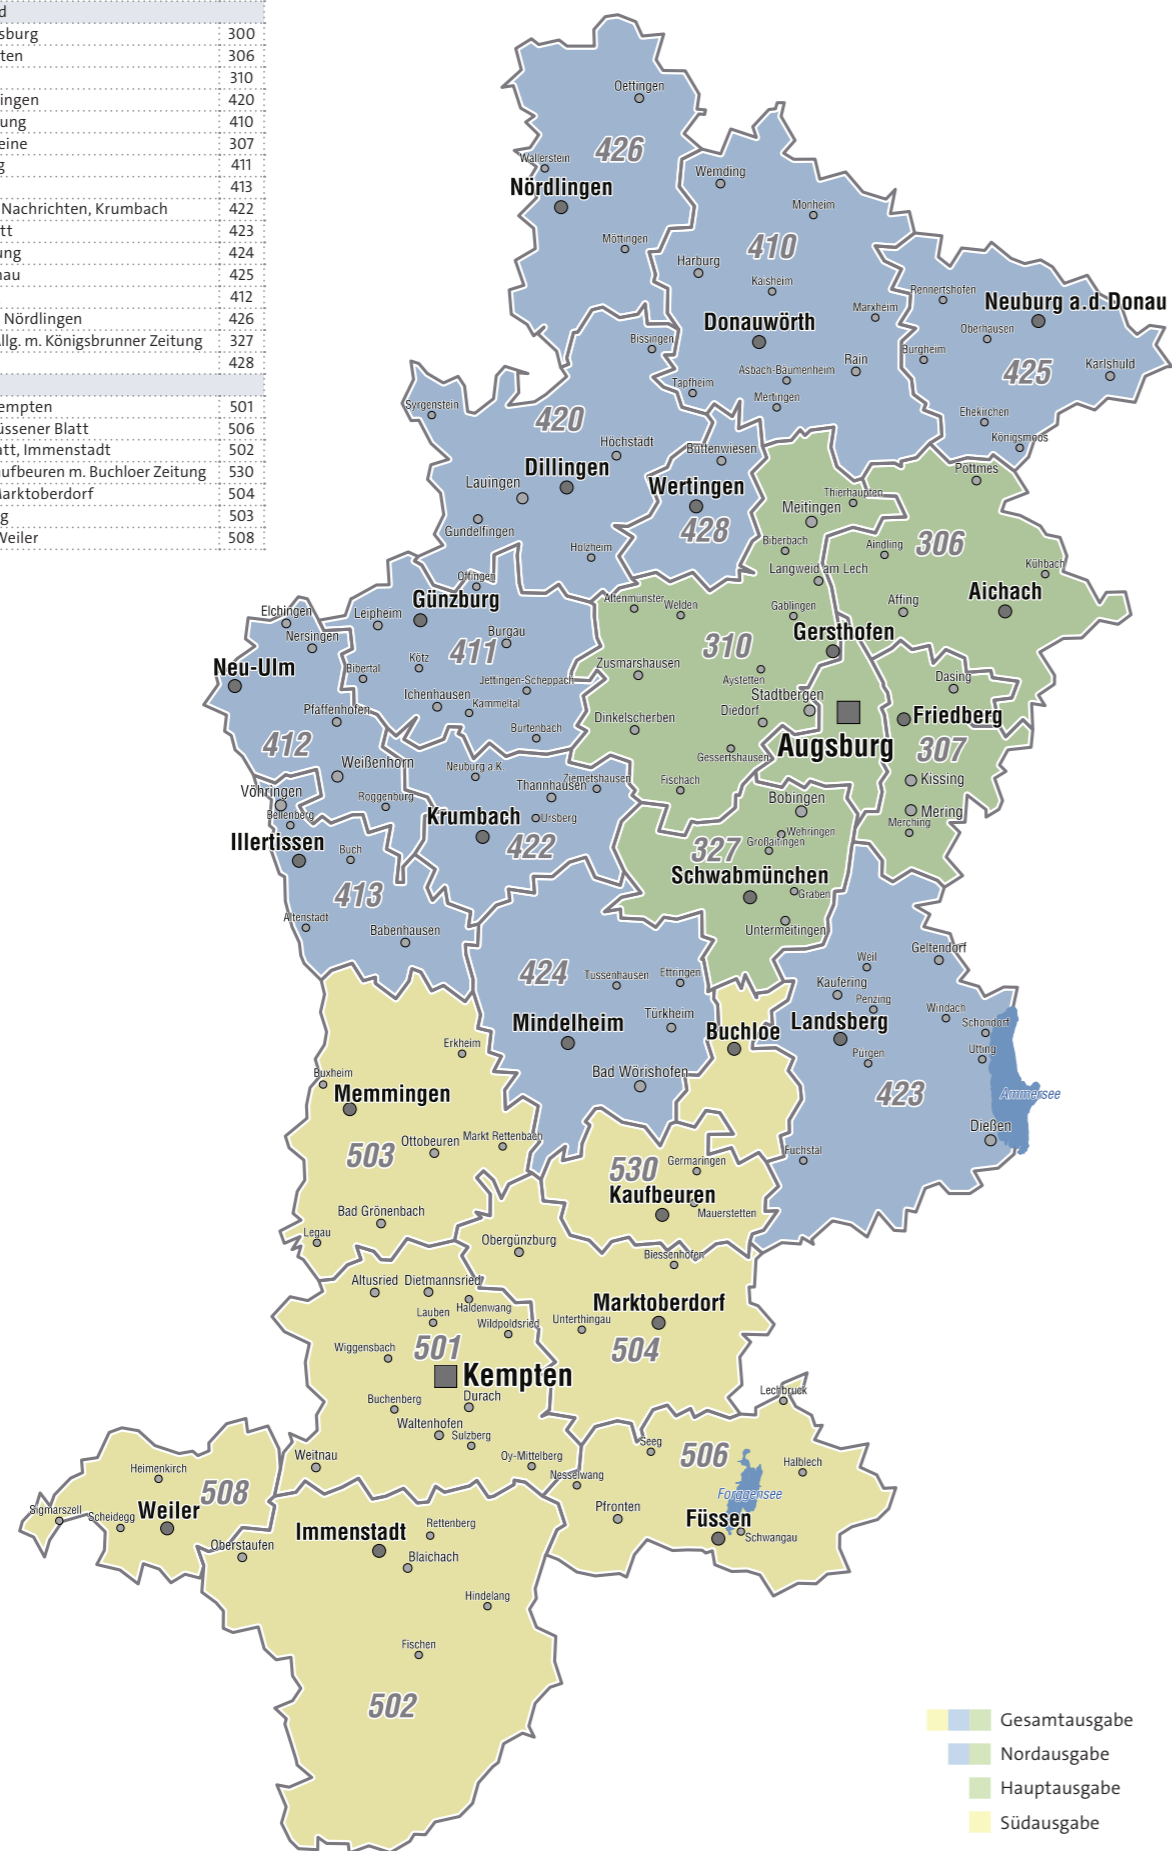 sburg 300
ten 306
310
ingen 420
ung 410
eine 307
g 411
413
Nachrichten, Krumbach 422
tt 423
ung 424
nau 425
412
Nördlingen 426
Allg. m. Königsbrunner Zeitung 327
428
empten 501
üssener Blatt 506
att, Immenstadt 502
aufbeuren m. Buchloer Zeitung 530
Marktoberdorf 504
g 503
Weiler 508
Oettingen
426
Wallerstein
Nördlingen
Möttingen
Wemding
Monheim
410
Harburg
Kaisheim
Marxheim
Donauwörth
Asbach-Bäumenheim
Rain
Tapfheim
Mertingen
Rennertshofen
Neuburg a.d.Donau
Oberhausen
Burgheim
425
Karlshuld
Ehekirchen
Königsmoos
Bissingen
Syrgenstein
420
Höchstädt
Dillingen
Lauingen
Gundelfingen
Holzheim
Buttenwiesen
Wertingen
428
Pöttmes
Thierhaupten
Meitingen
Biberbach
Langweid am Lech
Aindling
306
Kühbach
Aichach
Affing
Altenmünster
Welden
Gablingen
Gersthofen
310
Zusmarshausen
Aystetten
Stadtbergen
Diedorf
Dinkelscherben
Gessertshausen
Fischach
Augsburg
Dasing
Friedberg
307
Kissing
Mering
Merching
Offingen
Günzburg
Leipheim
Burgau
Kötz
411
Bibertal
Jettingen-Scheppach
Ichenhausen
Kammeltal
Burtenbach
Elchingen
Nersingen
Neu-Ulm
Pfaffenhofen
412
Weißenhorn
Roggenburg
Vöhringen
Bellenberg
Illertissen
Buch
413
Altenstadt
Babenhausen
Neuburg a.K.
Thannhausen
Ziemetshausen
Krumbach
Ursberg
422
Bobingen
Wehringen
Großaitingen
327
Schwabmünchen
Graben
Untermeitingen
424
Tussenhausen
Ettringen
Türkheim
Mindelheim
Bad Wörishofen
Buchloe
Geltendorf
Weil
Kaufering
Penzing
Windach
Schondorf
Landsberg
Utting
Pürgen
423
Ammersee
Dießen
Fuchstal
Erkheim
Buxheim
Memmingen
503
Ottobeuren
Markt Rettenbach
Bad Grönenbach
Legau
530
Germaringen
Kaufbeuren
Mauerstetten
Obergünzburg
Biessenhofen
Marktoberdorf
Unterthingau
504
Altusried
Dietmannsried
Haldenwang
Lauben
Wildpoldsried
Wiggensbach
501
Kempten
Durach
Buchenberg
Waltenhofen
Sulzberg
Weitnau
Oy-Mittelberg
Lechbruck
Seeg
506
Halblech
Nesselwang
Forggensee
Pfronten
Füssen
Schwangau
Heimenkirch
508
Sigmarszell
Scheidegg
Weiler
Oberstaufen
Immenstadt
Rettenberg
Blaichach
Hindelang
Fischen
502
Gesamtausgabe
Nordausgabe
Hauptausgabe
Südausgabe